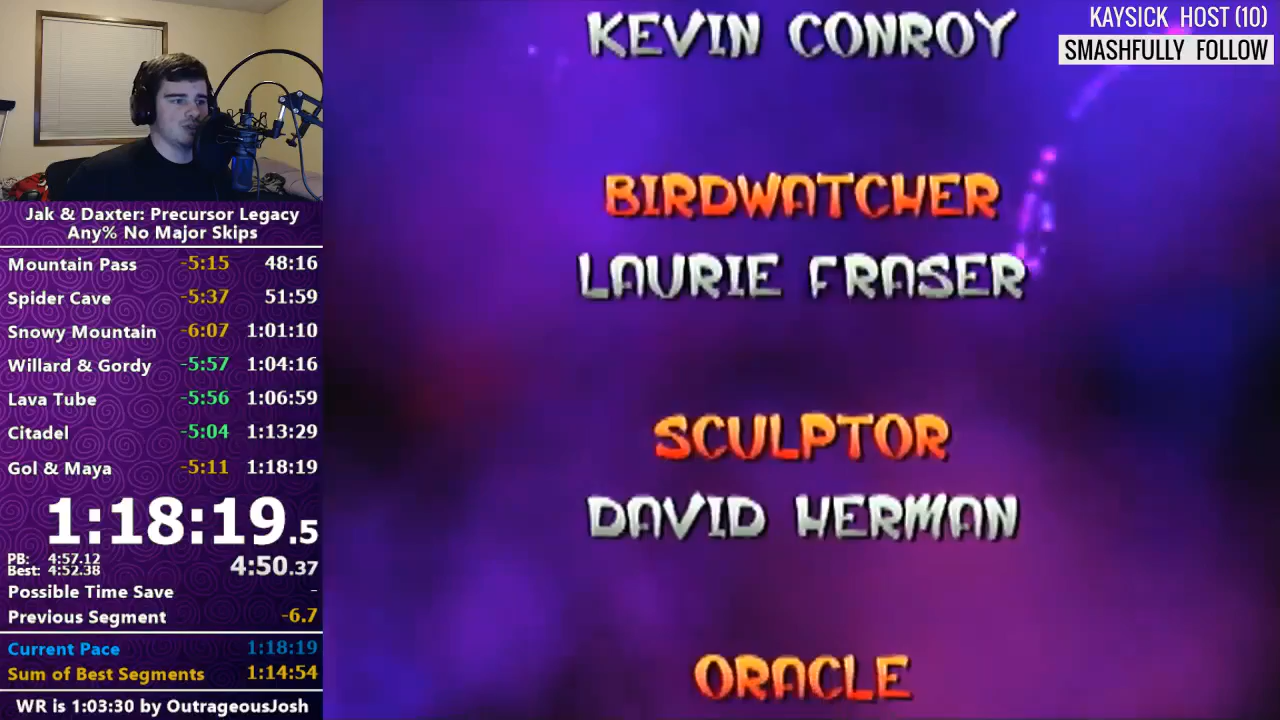 KAYSICK HOST (10)
SMASHFULLY FOLLOW
Jak & Daxter: Precursor Legacy
Any% No Major Skips
Mountain Pass -5:15 48:16
Spider Cave -5:37 51:59
Snowy Mountain -6:07 1:01:10
Willard & Gordy -5:57 1:04:16
Lava Tube -5:56 1:06:59
Citadel -5:04 1:13:29
Gol & Maya -5:11 1:18:19
1:18:19.5
PB: 4:57.12
Best: 4:52.38
4:50.37
Possible Time Save -
Previous Segment -6.7
Current Pace 1:18:19
Sum of Best Segments 1:14:54
WR is 1:03:30 by OutrageousJosh
KEVIN CONROY
BIRDWATCHER
LAURIE FRASER
SCULPTOR
DAVID HERMAN
ORACLE